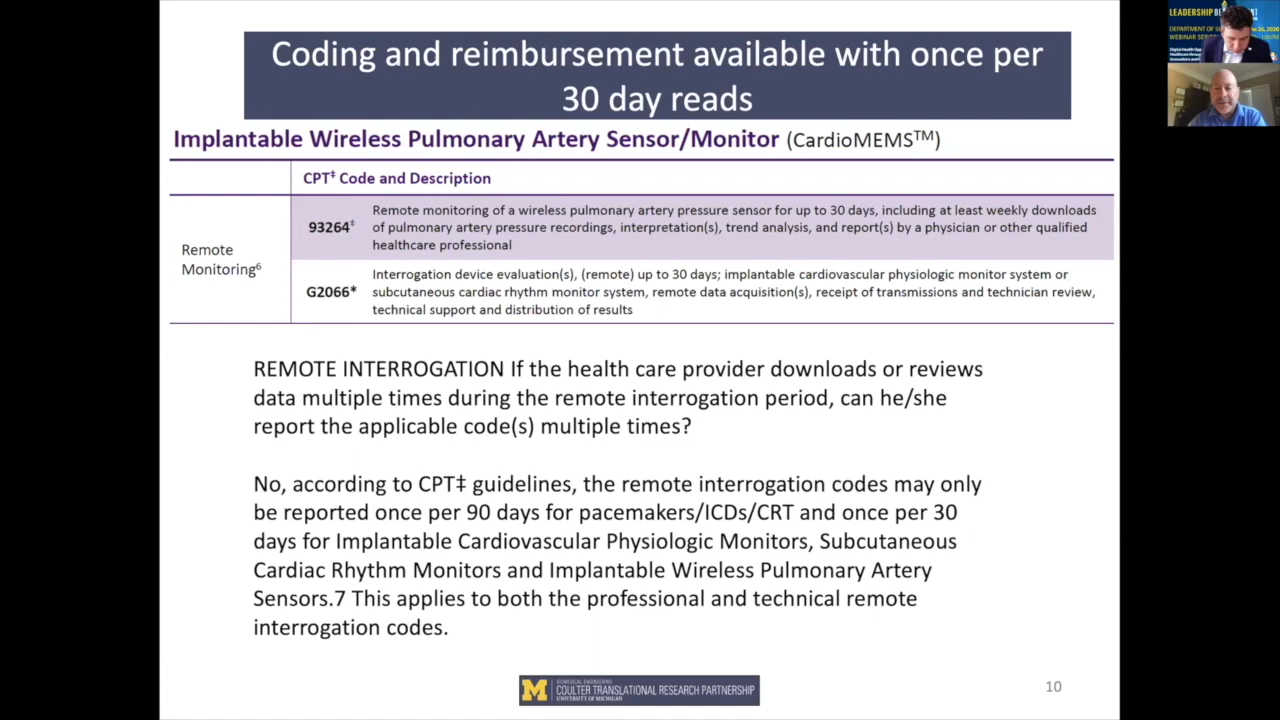 Coding and reimbursement available with once per
30 day reads
Implantable Wireless Pulmonary Artery Sensor/Monitor (CardioMEMS™)
CPT‡ Code and Description
Remote
Monitoring6
93264‡
Remote monitoring of a wireless pulmonary artery pressure sensor for up to 30 days, including at least weekly downloads
of pulmonary artery pressure recordings, interpretation(s), trend analysis, and report(s) by a physician or other qualified
healthcare professional
G2066*
Interrogation device evaluation(s), (remote) up to 30 days; implantable cardiovascular physiologic monitor system or
subcutaneous cardiac rhythm monitor system, remote data acquisition(s), receipt of transmissions and technician review,
technical support and distribution of results
REMOTE INTERROGATION If the health care provider downloads or reviews
data multiple times during the remote interrogation period, can he/she
report the applicable code(s) multiple times?
No, according to CPT‡ guidelines, the remote interrogation codes may only
be reported once per 90 days for pacemakers/ICDs/CRT and once per 30
days for Implantable Cardiovascular Physiologic Monitors, Subcutaneous
Cardiac Rhythm Monitors and Implantable Wireless Pulmonary Artery
Sensors.7 This applies to both the professional and technical remote
interrogation codes.
M
BIOMEDICAL ENGINEERING
COULTER TRANSLATIONAL RESEARCH PARTNERSHIP
UNIVERSITY OF MICHIGAN
10
LEADERSHIP
DEPARTMENT OF
WEBINAR